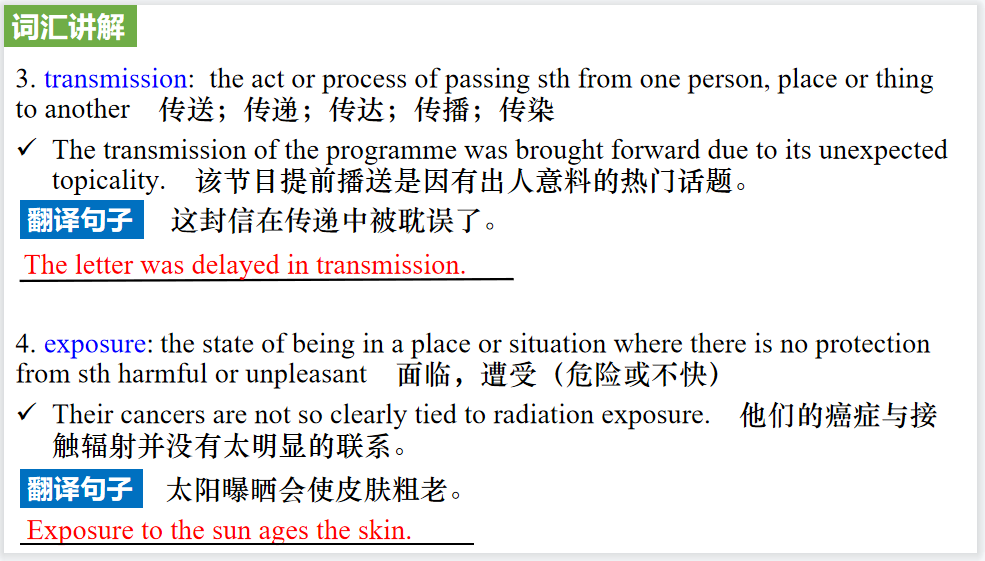 词汇讲解
3. transmission: the act or process of passing sth from one person, place or thing
to another 传送；传递；传达；传播；传染
✓ The transmission of the programme was brought forward due to its unexpected
topicality. 该节目提前播送是因有出人意料的热门话题。
翻译句子 这封信在传递中被耽误了。
The letter was delayed in transmission.
4. exposure: the state of being in a place or situation where there is no protection
from sth harmful or unpleasant 面临，遭受（危险或不快）
✓ Their cancers are not so clearly tied to radiation exposure. 他们的癌症与接
触辐射并没有太明显的联系。
翻译句子 太阳曝晒会使皮肤粗老。
Exposure to the sun ages the skin.